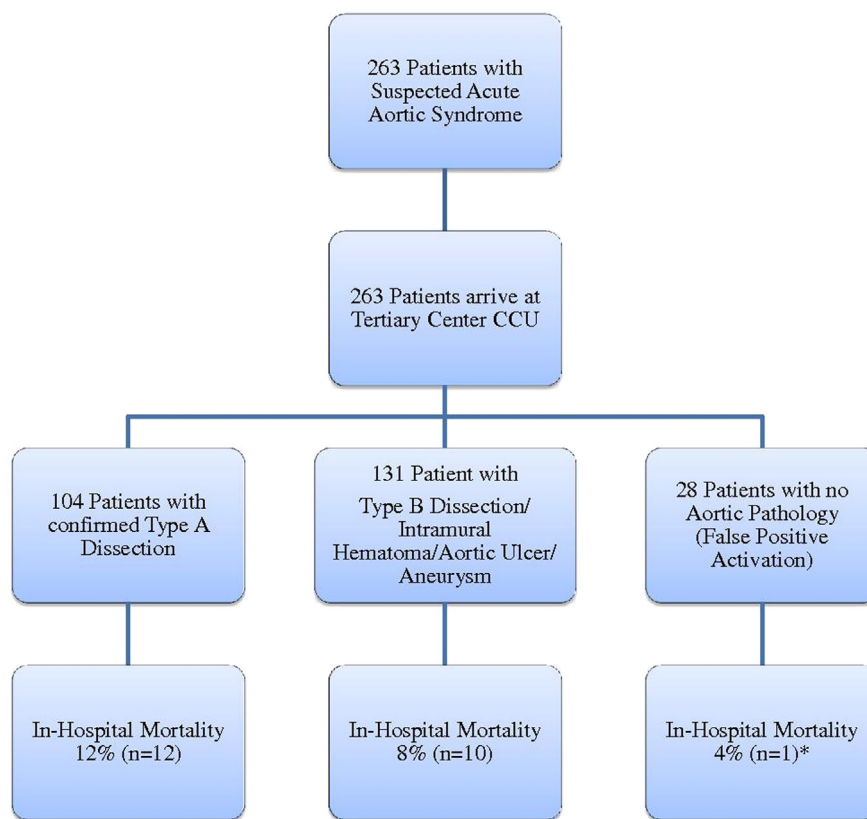 263 Patients with
Suspected Acute
Aortic Syndrome
263 Patients arrive at
Tertiary Center CCU
104 Patients with
confirmed Type A
Dissection
131 Patient with
Type B Dissection/
Intramural
Hematoma/Aortic Ulcer/
Aneurysm
28 Patients with no
Aortic Pathology
(False Positive
Activation)
In-Hospital Mortality
12% (n=12)
In-Hospital Mortality
8% (n=10)
In-Hospital Mortality
4% (n=1)*